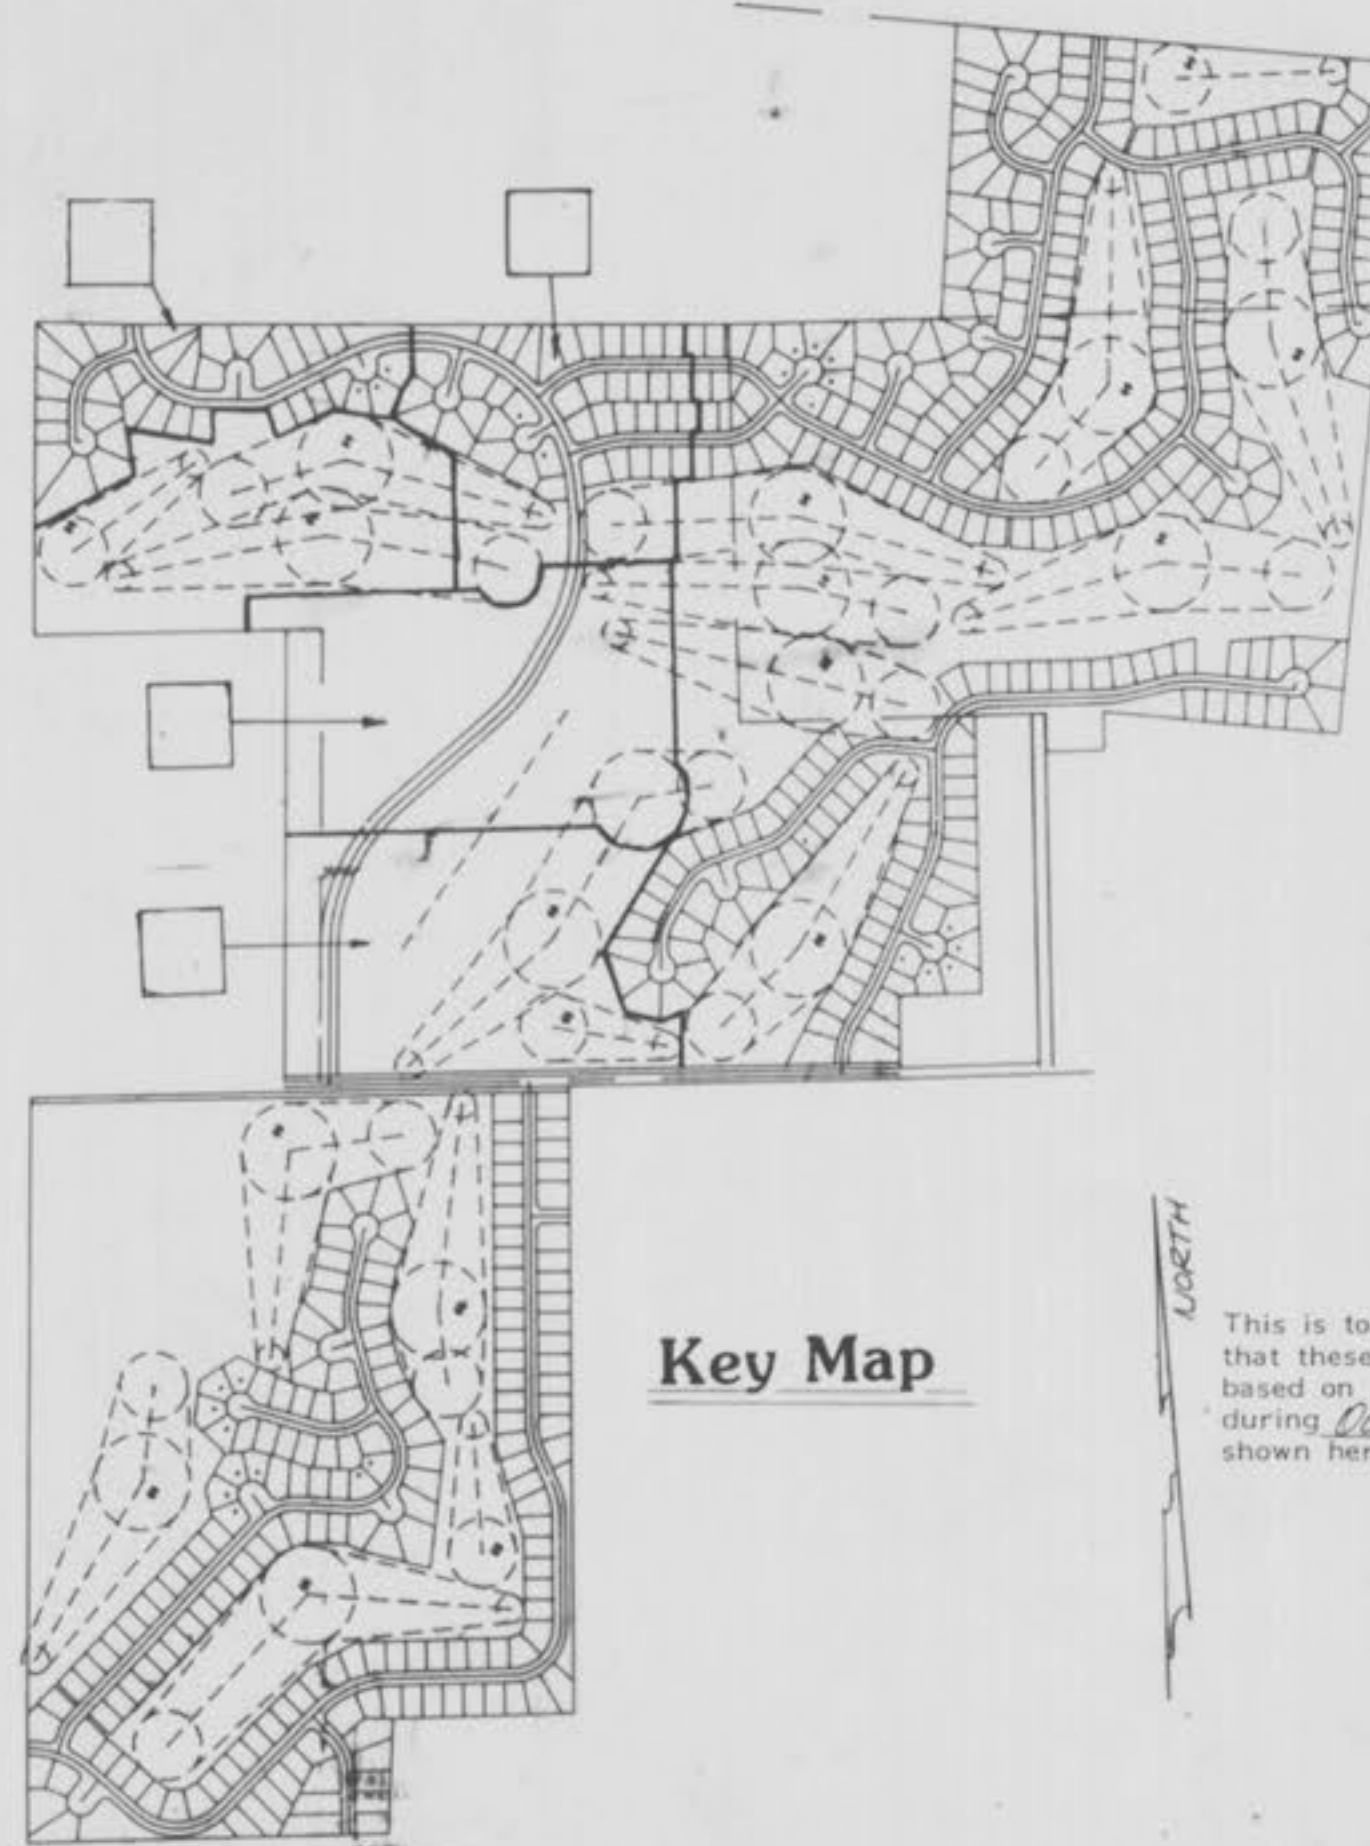 Key Map
NORTH
This is to
that these
based on
during
shown her